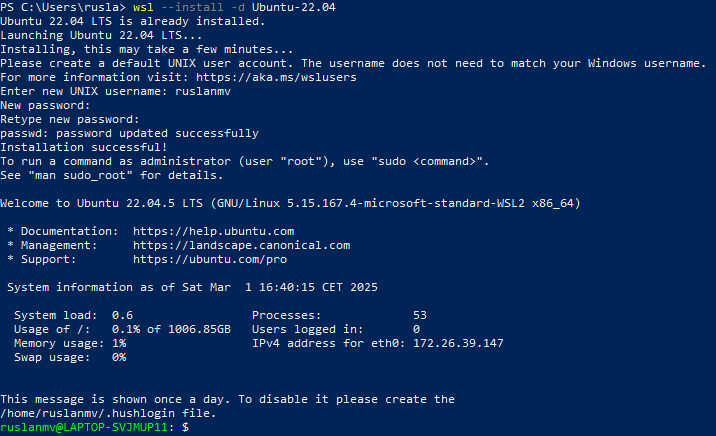 PS C:\Users\rusla> wsl --install -d Ubuntu-22.04
Ubuntu 22.04 LTS is already installed.
Launching Ubuntu 22.04 LTS...
Installing, this may take a few minutes...
Please create a default UNIX user account. The username does not need to match your Windows username.
For more information visit: https://aka.ms/wslusers
Enter new UNIX username: ruslanmv
New password:
Retype new password:
passwd: password updated successfully
Installation successful!
To run a command as administrator (user "root"), use "sudo <command>".
See "man sudo_root" for details.

Welcome to Ubuntu 22.04.5 LTS (GNU/Linux 5.15.167.4-microsoft-standard-WSL2 x86_64)

 * Documentation:  https://help.ubuntu.com
 * Management:     https://landscape.canonical.com
 * Support:        https://ubuntu.com/pro

 System information as of Sat Mar  1 16:40:15 CET 2025

  System load:  0.6                Processes:             53
  Usage of /:   0.1% of 1006.85GB   Users logged in:       0
  Memory usage: 1%                 IPv4 address for eth0: 172.26.39.147
  Swap usage:   0%

This message is shown once a day. To disable it please create the
/home/ruslanmv/.hushlogin file.
ruslanmv@LAPTOP-SVJMUP11: $